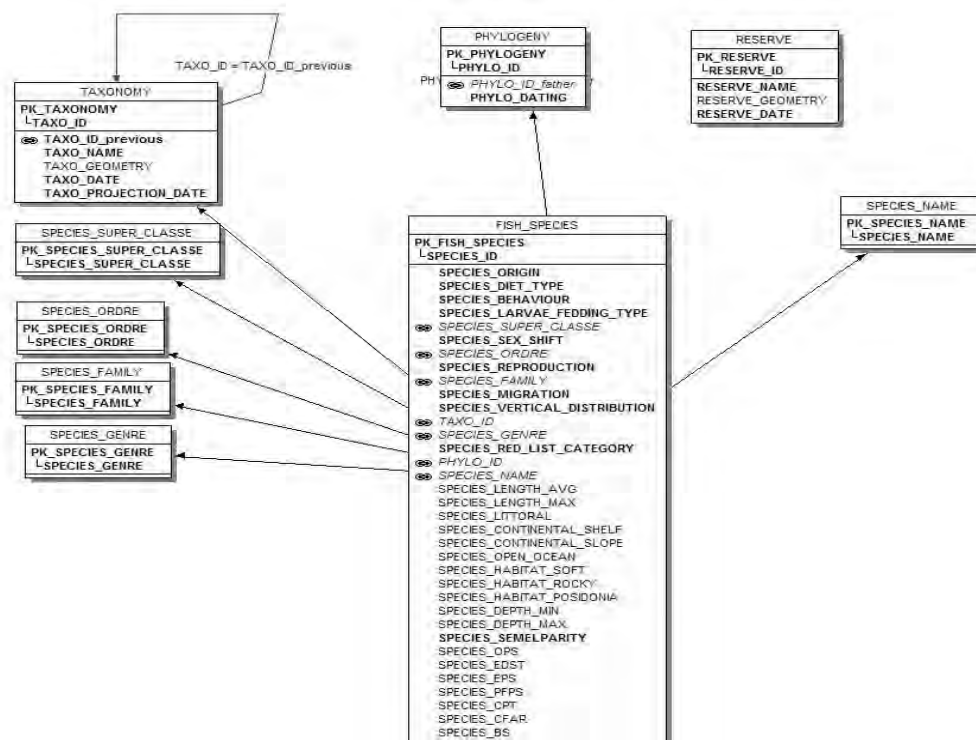 TAXO_ID = TAXO_ID_previous
TAXONOMY
PK_TAXONOMY
TAXO_ID
TAXO_ID_previous
TAXO_NAME
TAXO_GEOMETRY
TAXO_DATE
TAXO_PROJECTION_DATE
PHYLOGENY
PK_PHYLOGENY
PHYLO_ID
PHYLO_ID_father
PHYLO_DATING
RESERVE
PK_RESERVE
RESERVE_ID
RESERVE_NAME
RESERVE_GEOMETRY
RESERVE_DATE
SPECIES_SUPER_CLASSE
PK_SPECIES_SUPER_CLASSE
SPECIES_SUPER_CLASSE
SPECIES_ORDRE
PK_SPECIES_ORDRE
SPECIES_ORDRE
SPECIES_FAMILY
PK_SPECIES_FAMILY
SPECIES_FAMILY
SPECIES_GENRE
PK_SPECIES_GENRE
SPECIES_GENRE
FISH_SPECIES
PK_FISH_SPECIES
SPECIES_ID
SPECIES_ORIGIN
SPECIES_DIET_TYPE
SPECIES_BEHAVIOUR
SPECIES_LARVAE_FEDDING_TYPE
SPECIES_SUPER_CLASSE
SPECIES_SEX_SHIFT
SPECIES_ORDRE
SPECIES_REPRODUCTION
SPECIES_FAMILY
SPECIES_MIGRATION
SPECIES_VERTICAL_DISTRIBUTION
TAXO_ID
SPECIES_GENRE
SPECIES_RED_LIST_CATEGORY
PHYLO_ID
SPECIES_NAME
SPECIES_LENGTH_AVG
SPECIES_LENGTH_MAX
SPECIES_LITTORAL
SPECIES_CONTINENTAL_SHELF
SPECIES_CONTINENTAL_SLOPE
SPECIES_OPEN_OCEAN
SPECIES_HABITAT_SOFT
SPECIES_HABITAT_ROCKY
SPECIES_HABITAT_POSIDONIA
SPECIES_DEPTH_MIN
SPECIES_DEPTH_MAX
SPECIES_SEMELPARITY
SPECIES_OPS
SPECIES_EDST
SPECIES_EPS
SPECIES_PFPS
SPECIES_CPT
SPECIES_CFAR
SPECIES_BS
SPECIES_NAME
PK_SPECIES_NAME
SPECIES_NAME